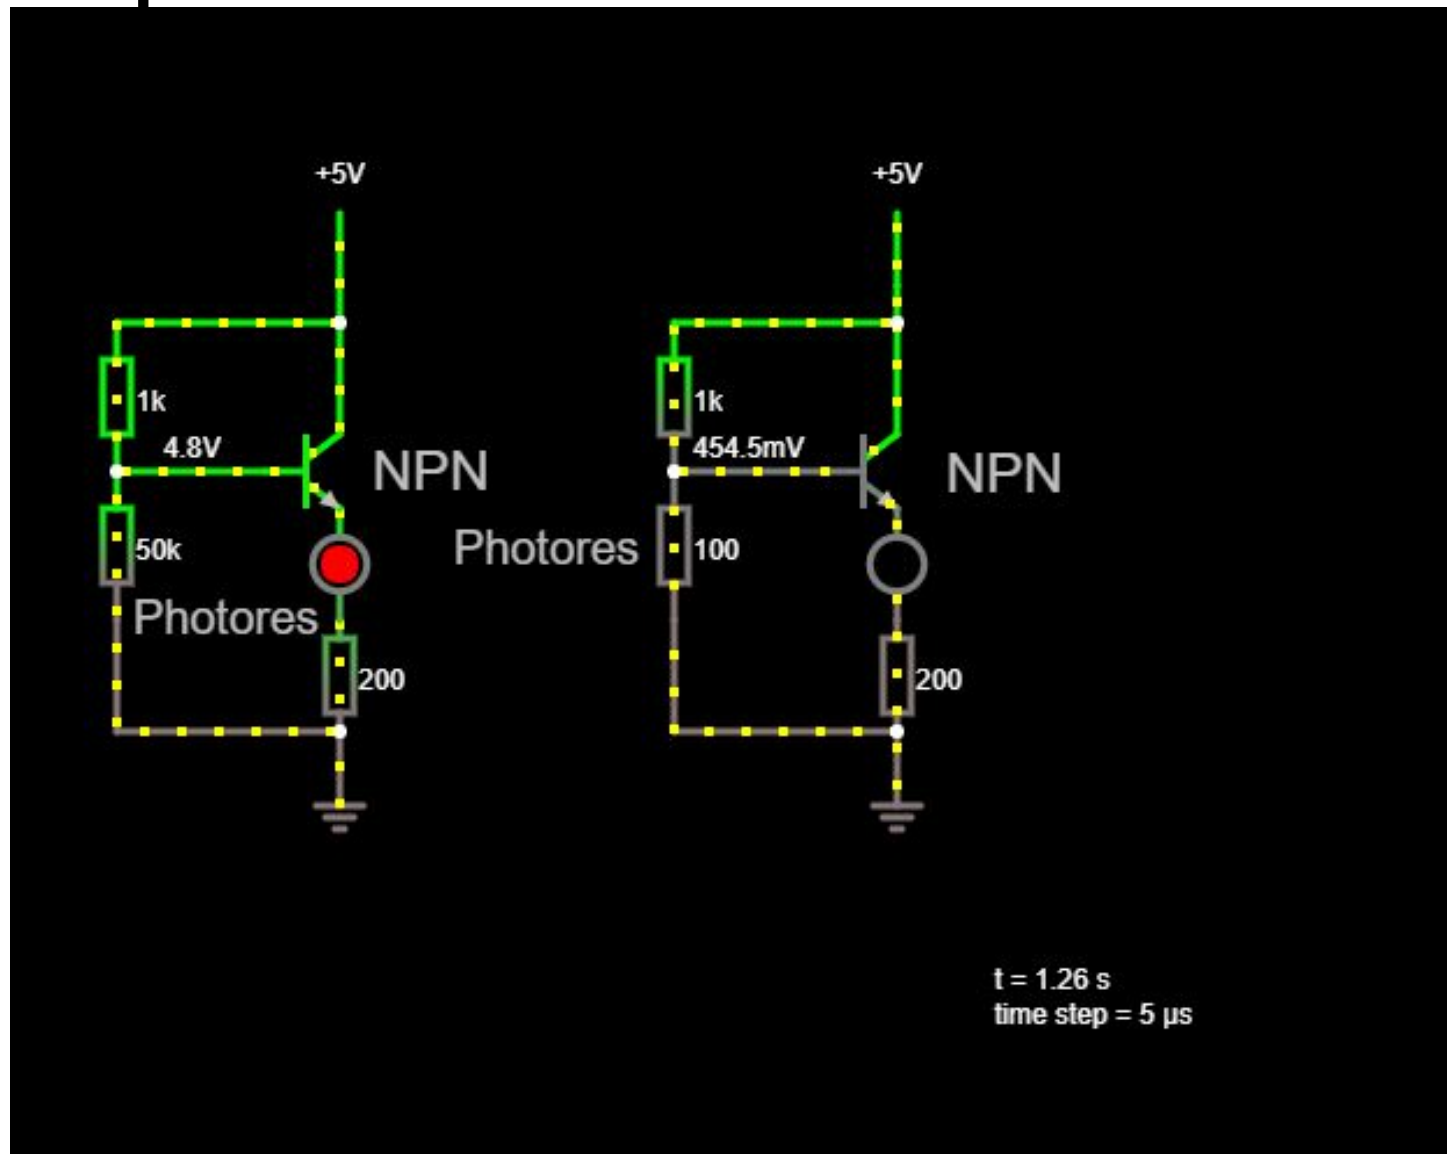 +5V
+5V
1k
1k
4.8V
454.5mV
NPN
NPN
50k
Photores
100
Photores
200
200
t = 1.26 s
time step = 5 µs